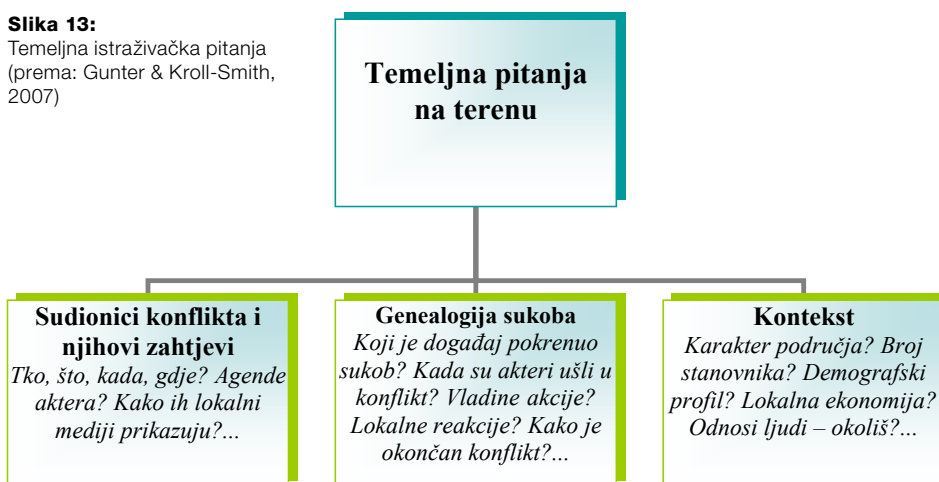 Slika 13:
Temeljna istraživačka pitanja
(prema: Gunter & Kroll-Smith,
2007)
Temeljna pitanja
na terenu
Sudionici konflikta i
njihovi zahtjevi
Tko, što, kada, gdje? Agende
aktera? Kako ih lokalni
mediji prikazuju?...
Genealogija sukoba
Koji je događaj pokrenuo
sukob? Kada su akteri ušli u
konflikt? Vladine akcije?
Lokalne reakcije? Kako je
okončan konflikt?...
Kontekst
Karakter područja? Broj
stanovnika? Demografski
profil? Lokalna ekonomija?
Odnosi ljudi – okoliš?...